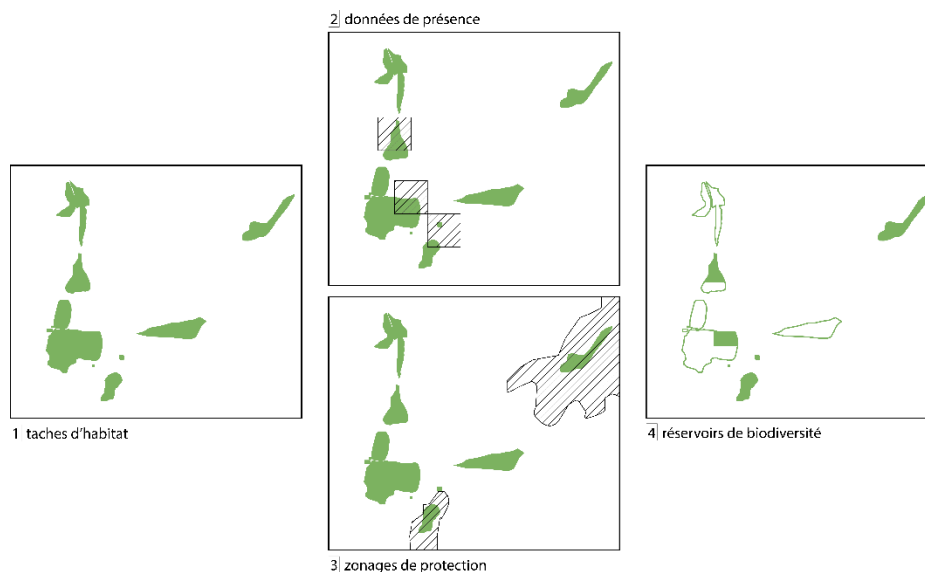 2 données de présence
1 taches d'habitat
3 zonages de protection
4 réservoirs de biodiversité